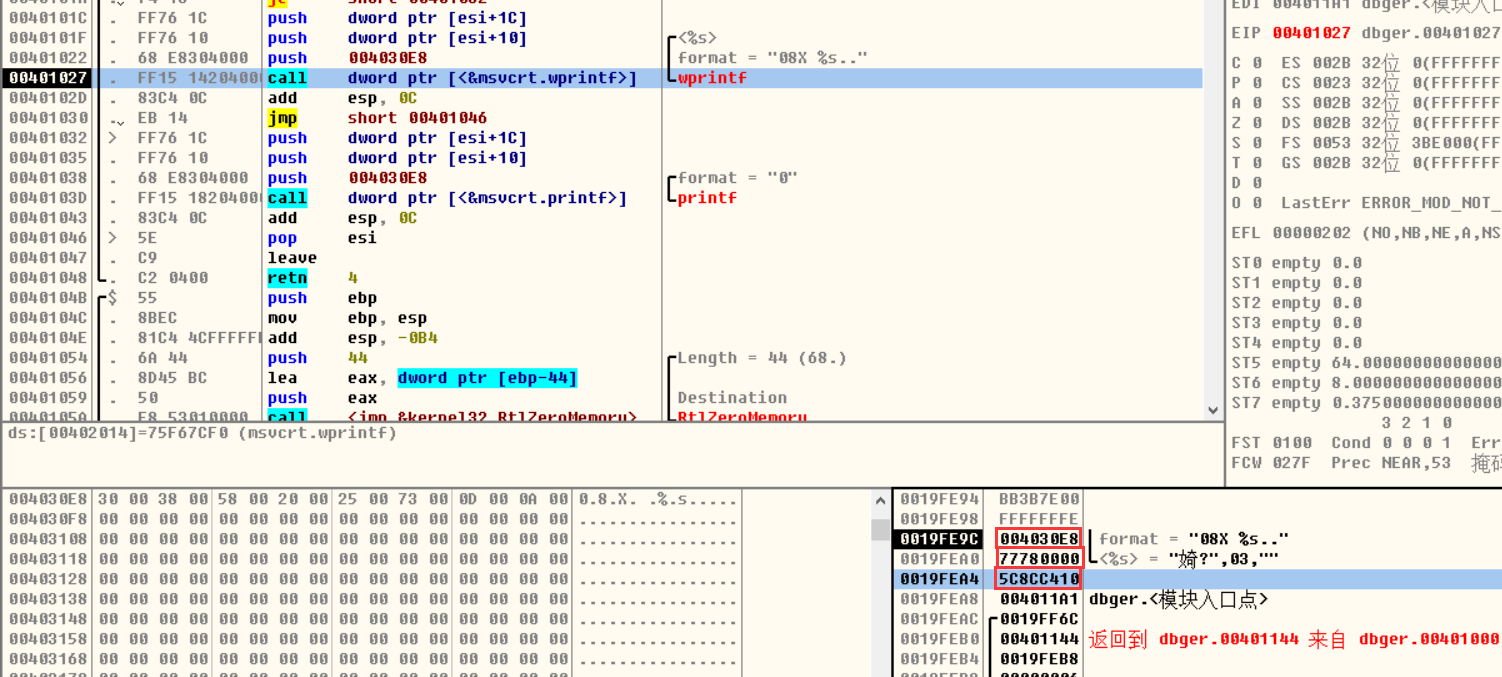 0040101C . FF76 1C push dword ptr [esi+1C]
0040101F . FF76 10 push dword ptr [esi+10] <%s>
00401022 . 68 E8304000 push 004030E8 format = "08X %s.."
00401027 . FF15 14204000 call dword ptr [<&msvcrt.wprintf>] wprintf
0040102D . 83C4 0C add esp, 0C
00401030 . EB 14 jmp short 00401046
00401032 > FF76 1C push dword ptr [esi+1C]
00401035 . FF76 10 push dword ptr [esi+10]
00401038 . 68 E8304000 push 004030E8 format = "0"
0040103D . FF15 18204000 call dword ptr [<&msvcrt.printf>] printf
00401043 . 83C4 0C add esp, 0C
00401046 > 5E pop esi
00401047 . C9 leave
00401048 . C2 0400 retn 4
0040104B $ 55 push ebp
0040104C . 8BEC mov ebp, esp
0040104E . 81C4 4CFFFFFF add esp, -0B4
00401054 . 6A 44 push 44 Length = 44 (68.)
00401056 . 8D45 BC lea eax, dword ptr [ebp-44]
00401059 . 50 push eax Destination
0040105A . E8 53010000 call <jmp.&kernel32.RtlZeroMemory> RtlZeroMemory
ds:[00402014]=75F67CF0 (msvcrt.wprintf)
EDI 004011A1 dbger.<模块入口
EIP 00401027 dbger.00401027
C 0 ES 002B 32位 0(FFFFFFF
P 0 CS 0023 32位 0(FFFFFFF
A 0 SS 002B 32位 0(FFFFFFF
Z 0 DS 002B 32位 0(FFFFFFF
S 0 FS 0053 32位 3BE000(FF
T 0 GS 002B 32位 0(FFFFFFF
D 0
O 0 LastErr ERROR_MOD_NOT_
EFL 00000202 (NO,NB,NE,A,NS
ST0 empty 0.0
ST1 empty 0.0
ST2 empty 0.0
ST3 empty 0.0
ST4 empty 0.0
ST5 empty 64.00000000000000
ST6 empty 8.000000000000000
ST7 empty 0.375000000000000
3 2 1 0
FST 0100 Cond 0 0 0 1 Err
FCW 027F Prec NEAR,53 掩码
004030E8 30 00 38 00 58 00 20 00 25 00 73 00 0D 00 0A 00 0.8.X. .%.s.....
004030F8 00 00 00 00 00 00 00 00 00 00 00 00 00 00 00 00 ................
00403108 00 00 00 00 00 00 00 00 00 00 00 00 00 00 00 00 ................
00403118 00 00 00 00 00 00 00 00 00 00 00 00 00 00 00 00 ................
00403128 00 00 00 00 00 00 00 00 00 00 00 00 00 00 00 00 ................
00403138 00 00 00 00 00 00 00 00 00 00 00 00 00 00 00 00 ................
00403148 00 00 00 00 00 00 00 00 00 00 00 00 00 00 00 00 ................
00403158 00 00 00 00 00 00 00 00 00 00 00 00 00 00 00 00 ................
00403168 00 00 00 00 00 00 00 00 00 00 00 00 00 00 00 00 ................
0019FE94 BB3B7E00
0019FE98 FFFFFFFE
0019FE9C 004030E8 format = "08X %s.."
0019FEA0 77780000 <%s> = "婍?",03,""
0019FEA4 5C8CC410
0019FEA8 004011A1 dbger.<模块入口点>
0019FEAC 0019FF6C
0019FEB0 00401144 返回到 dbger.00401144 来自 dbger.00401000
0019FEB4 0019FEB8